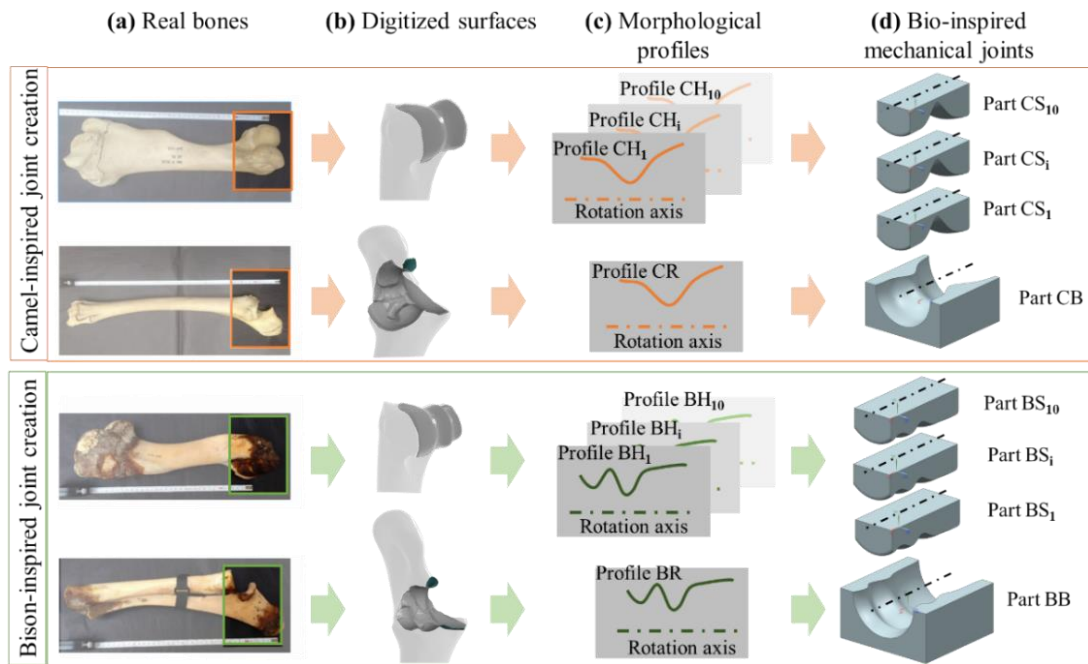 (a) Real bones
(b) Digitized surfaces
(c) Morphological
profiles
(d) Bio-inspired
mechanical joints
Camel-inspired joint creation
Profile CH10
Profile CHi
Profile CH1
Rotation axis
Part CS10
Part CSi
Part CS1
Profile CR
Rotation axis
Part CB
Bison-inspired joint creation
Profile BH10
Profile BHi
Profile BH1
Rotation axis
Part BS10
Part BSi
Part BS1
Profile BR
Rotation axis
Part BB